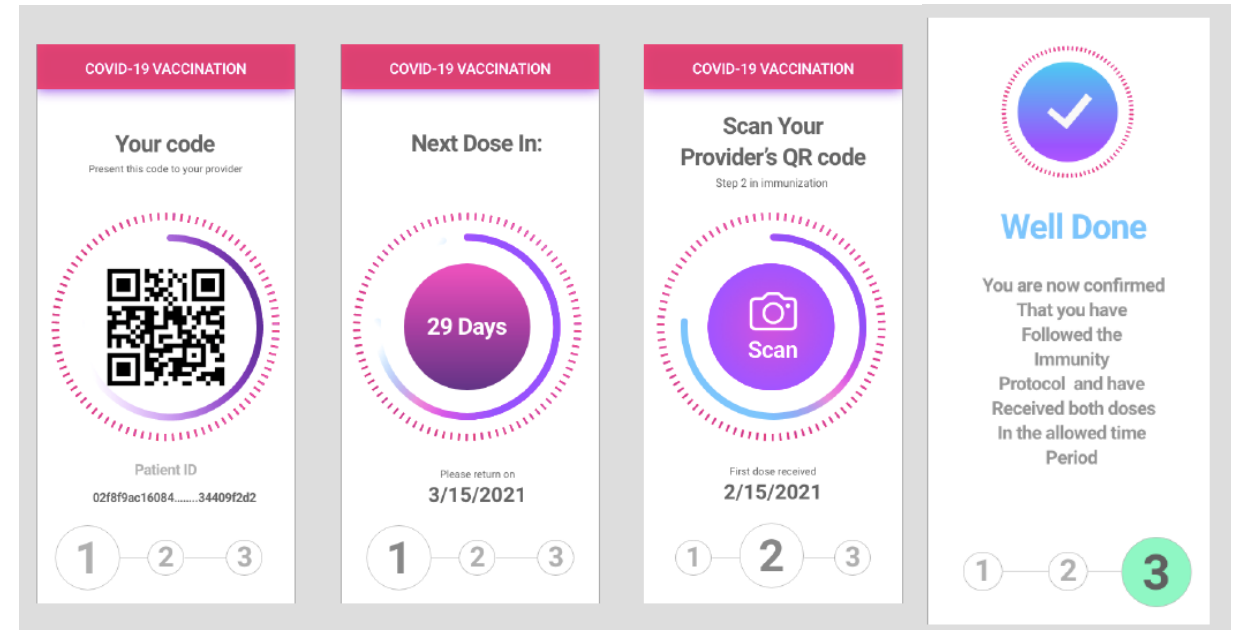 COVID-19 VACCINATION
Your code
Present this code to your provider
Patient ID
02f8f9ac16084........34409f2d2
1 2 3
COVID-19 VACCINATION
Next Dose In:
29 Days
Please return on
3/15/2021
1 2 3
COVID-19 VACCINATION
Scan Your
Provider's QR code
Step 2 in immunization
Scan
First dose received
2/15/2021
1 2 3
Well Done
You are now confirmed
That you have
Followed the
Immunity
Protocol and have
Received both doses
In the allowed time
Period
1 2 3